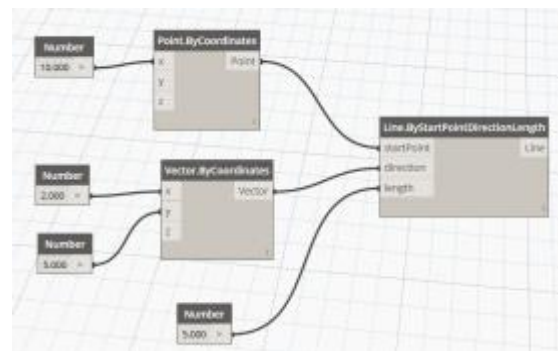 Number
10.000
Point.ByCoordinates
x
y
z
Point
Number
2.000
Number
5.000
Vector.ByCoordinates
x
y
z
Vector
Number
5.000
Line.ByStartPointDirectionLength
startPoint
direction
length
Line